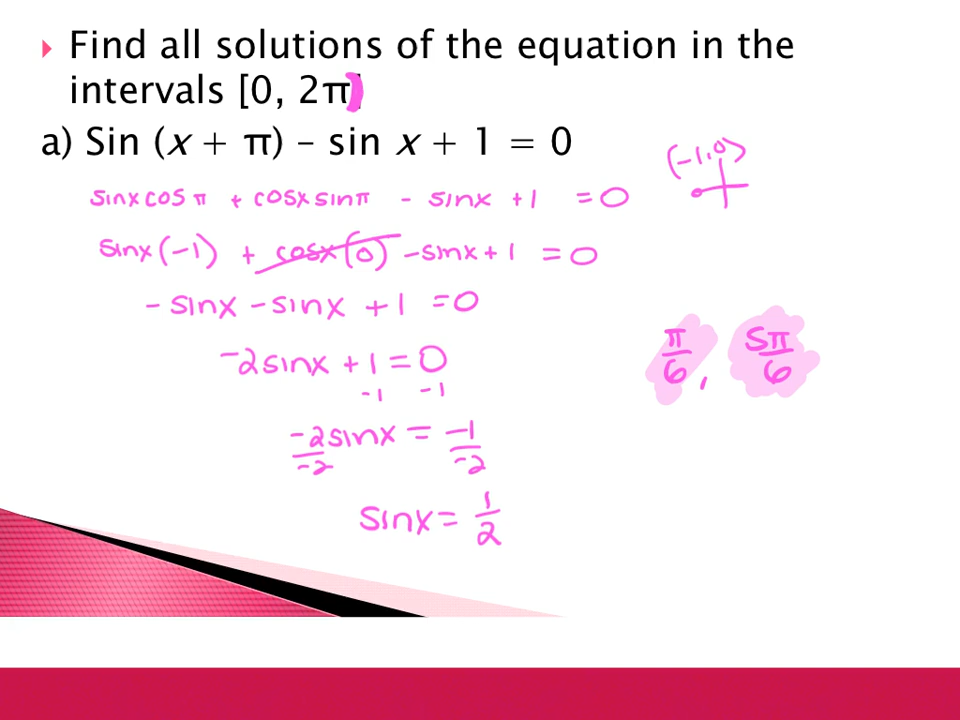 Find all solutions of the equation in the
intervals [0, 2π)
a) Sin (x + π) – sin x + 1 = 0
(-1,0)
sinx cos π + cosx sinπ - sinx +1 = 0
sinx (-1) + cosx (0) - sinx + 1 = 0
- sinx - sinx + 1 = 0
-2sinx + 1 = 0
-1 -1
-2sinx/-2 = -1/-2
sinx = 1/2
π/6, 5π/6